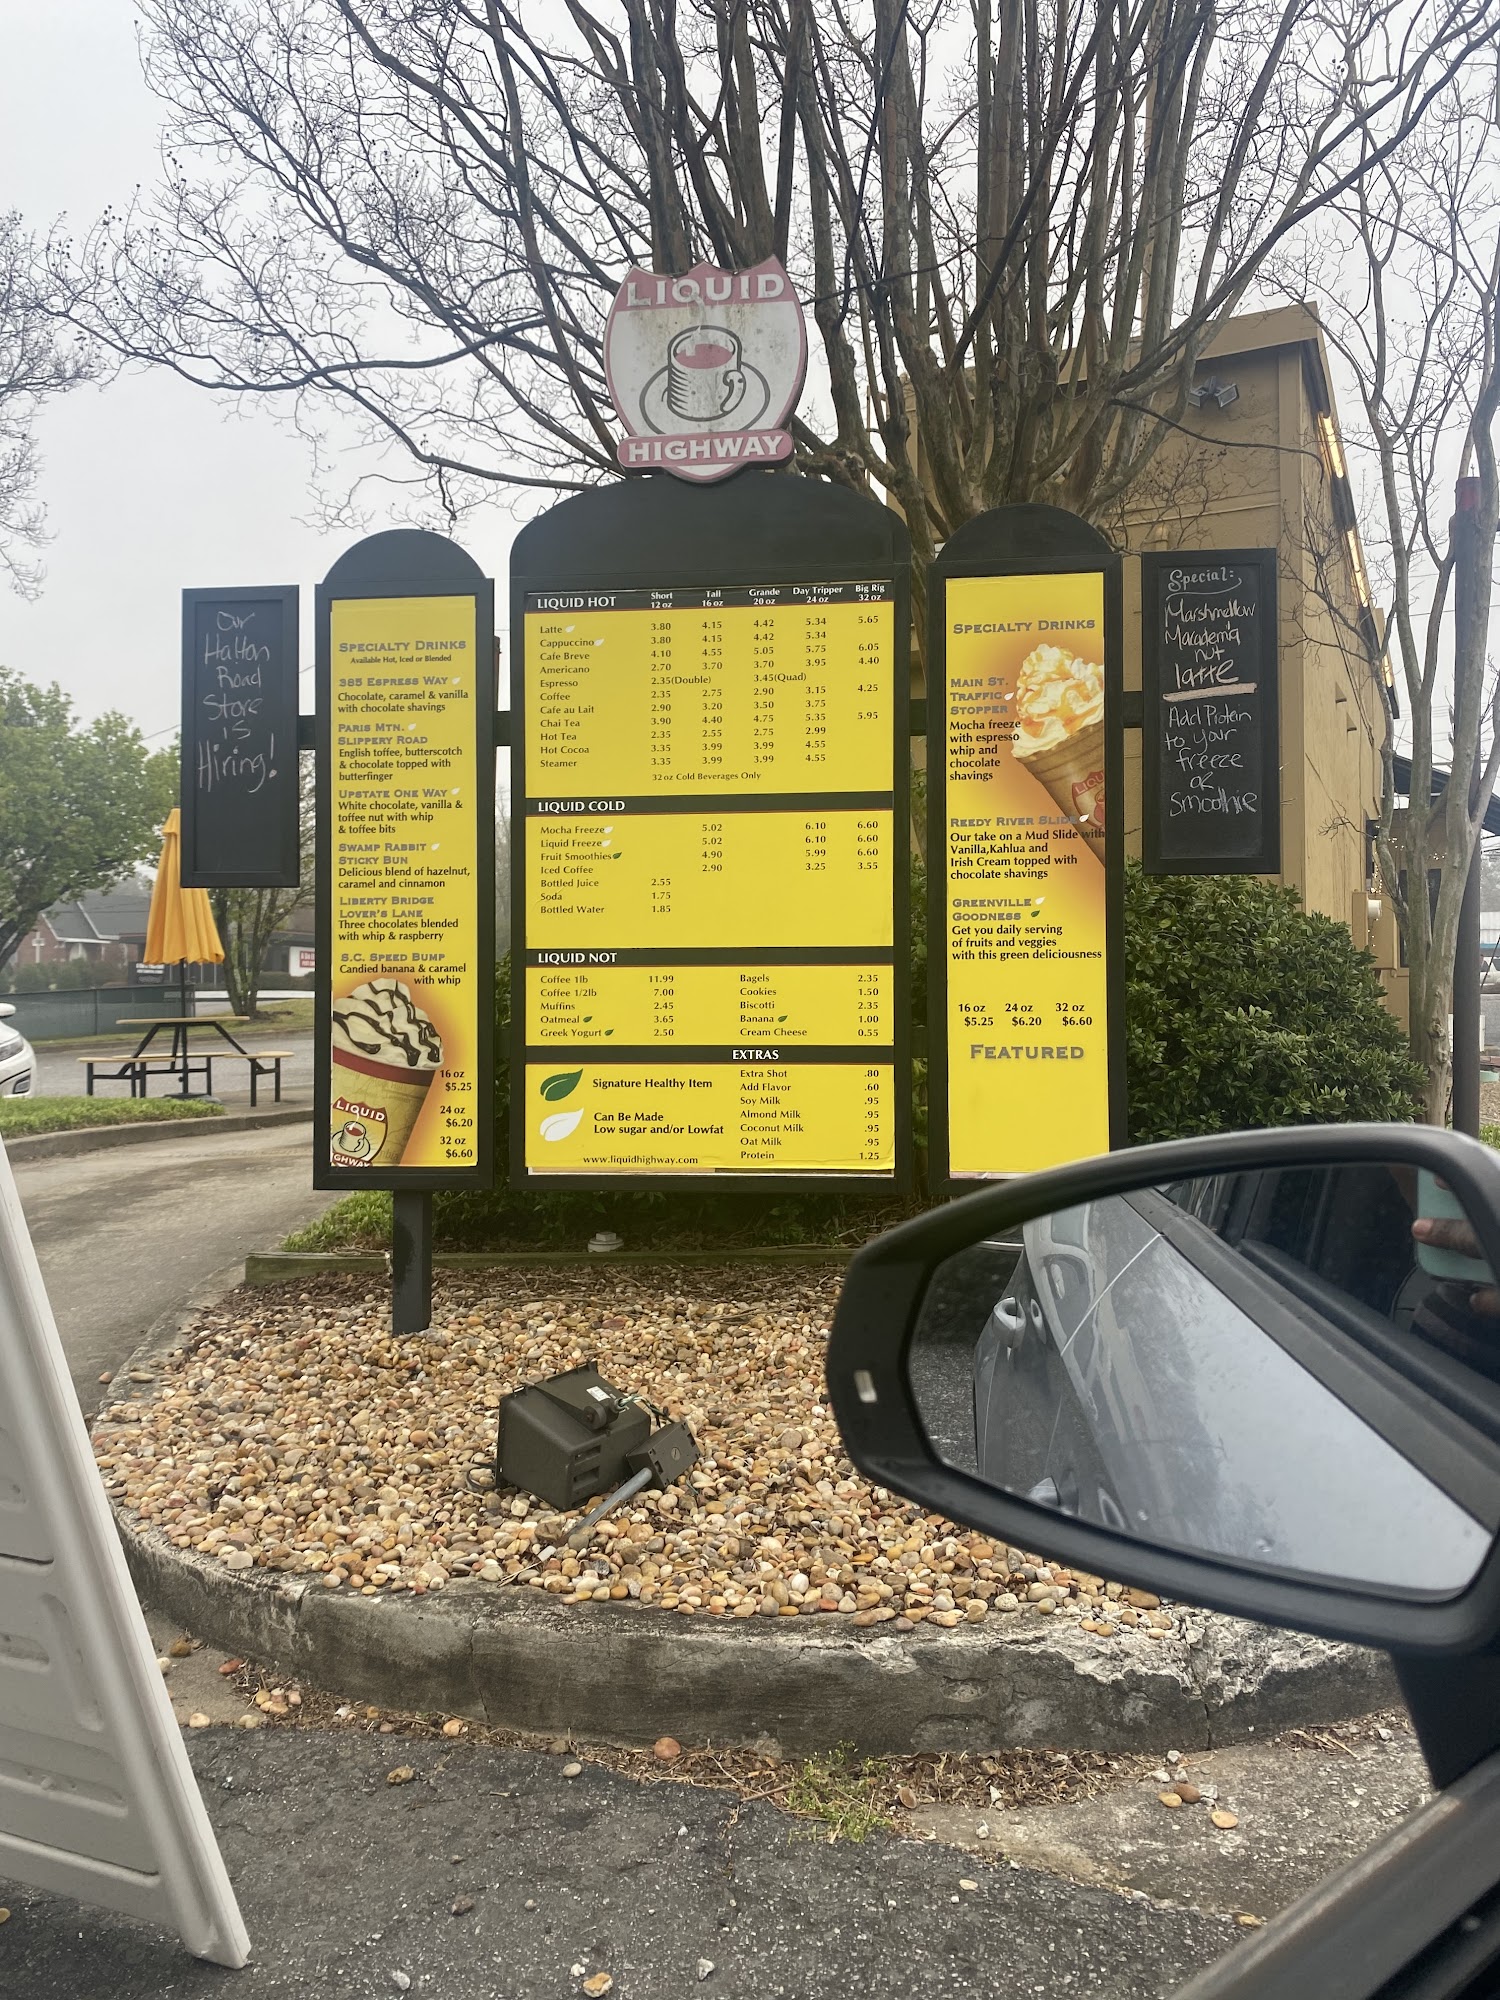 LIQUID
HIGHWAY
Our
Halton
Road
Store
is
Hiring!
SPECIALTY DRINKS
Available Hot, Iced or Blended
385 ESPRESS WAY
Chocolate, caramel & vanilla
with chocolate shavings
PARIS MTN.
SLIPPERY ROAD
English toffee, butterscotch
& chocolate topped with
butterfinger
UPSTATE ONE WAY
White chocolate, vanilla &
toffee nut with whip
& toffee bits
SWAMP RABBIT
STICKY BUN
Delicious blend of hazelnut,
caramel and cinnamon
LIBERTY BRIDGE
LOVER'S LANE
Three chocolates blended
with whip & raspberry
S.C. SPEED BUMP
Candied banana & caramel
with whip
16 oz
$5.25
24 oz
$6.20
32 oz
$6.60
LIQUID
LIQUID HOT Short 12 oz Tall 16 oz Grande 20 oz Day Tripper 24 oz Big Rig 32 oz
Latte 3.80 4.15 4.42 5.34 5.65
Cappuccino 3.80 4.15 4.42 5.34
Cafe Breve 4.10 4.55 5.05 5.75 6.05
Americano 2.70 3.70 3.70 3.95 4.40
Espresso 2.35(Double) 3.45(Quad)
Coffee 2.35 2.75 2.90 3.15 4.25
Cafe au Lait 2.90 3.20 3.50 3.75
Chai Tea 3.90 4.40 4.75 5.35 5.95
Hot Tea 2.35 2.55 2.75 2.99
Hot Cocoa 3.35 3.99 3.99 4.55
Steamer 3.35 3.99 3.99 4.55
32 oz Cold Beverages Only
LIQUID COLD
Mocha Freeze 5.02 6.10 6.60
Liquid Freeze 5.02 6.10 6.60
Fruit Smoothies 4.90 5.99 6.60
Iced Coffee 2.90 3.25 3.55
Bottled Juice 2.55
Soda 1.75
Bottled Water 1.85
LIQUID NOT
Coffee 1lb 11.99 Bagels 2.35
Coffee 1/2lb 7.00 Cookies 1.50
Muffins 2.45 Biscotti 2.35
Oatmeal 3.65 Banana 1.00
Greek Yogurt 2.50 Cream Cheese 0.55
EXTRAS
Signature Healthy Item
Can Be Made
Low sugar and/or Lowfat
www.liquidhighway.com
Extra Shot .80
Add Flavor .60
Soy Milk .95
Almond Milk .95
Coconut Milk .95
Oat Milk .95
Protein 1.25
SPECIALTY DRINKS
MAIN ST.
TRAFFIC
STOPPER
Mocha freeze
with espresso
whip and
chocolate
shavings
REEDY RIVER SLIDE
Our take on a Mud Slide with
Vanilla,Kahlua and
Irish Cream topped with
chocolate shavings
GREENVILLE
GOODNESS
Get you daily serving
of fruits and veggies
with this green deliciousness
16 oz 24 oz 32 oz
$5.25 $6.20 $6.60
FEATURED
Special:
Marshmellow
Macademia
nut
latte
Add Protein
to your
freeze
or
Smoothie